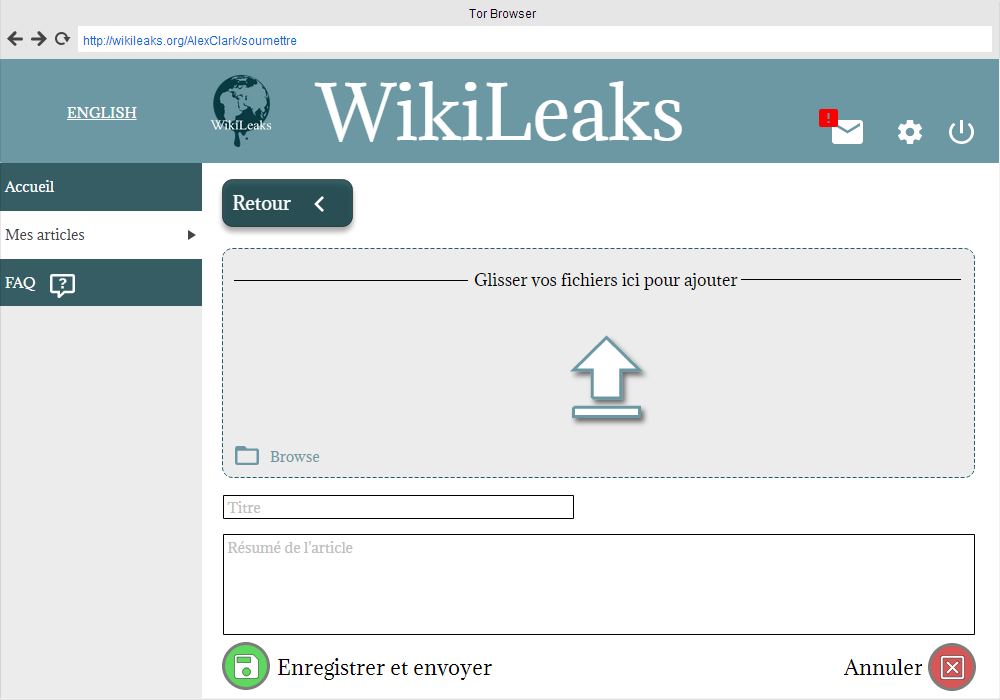 Tor Browser
http://wikileaks.org/AlexClark/soumettre
ENGLISH
WikiLeaks
WikiLeaks
!
Accueil
Mes articles
FAQ ?
Retour
Glisser vos fichiers ici pour ajouter
Browse
Titre
Résumé de l'article
Enregistrer et envoyer
Annuler